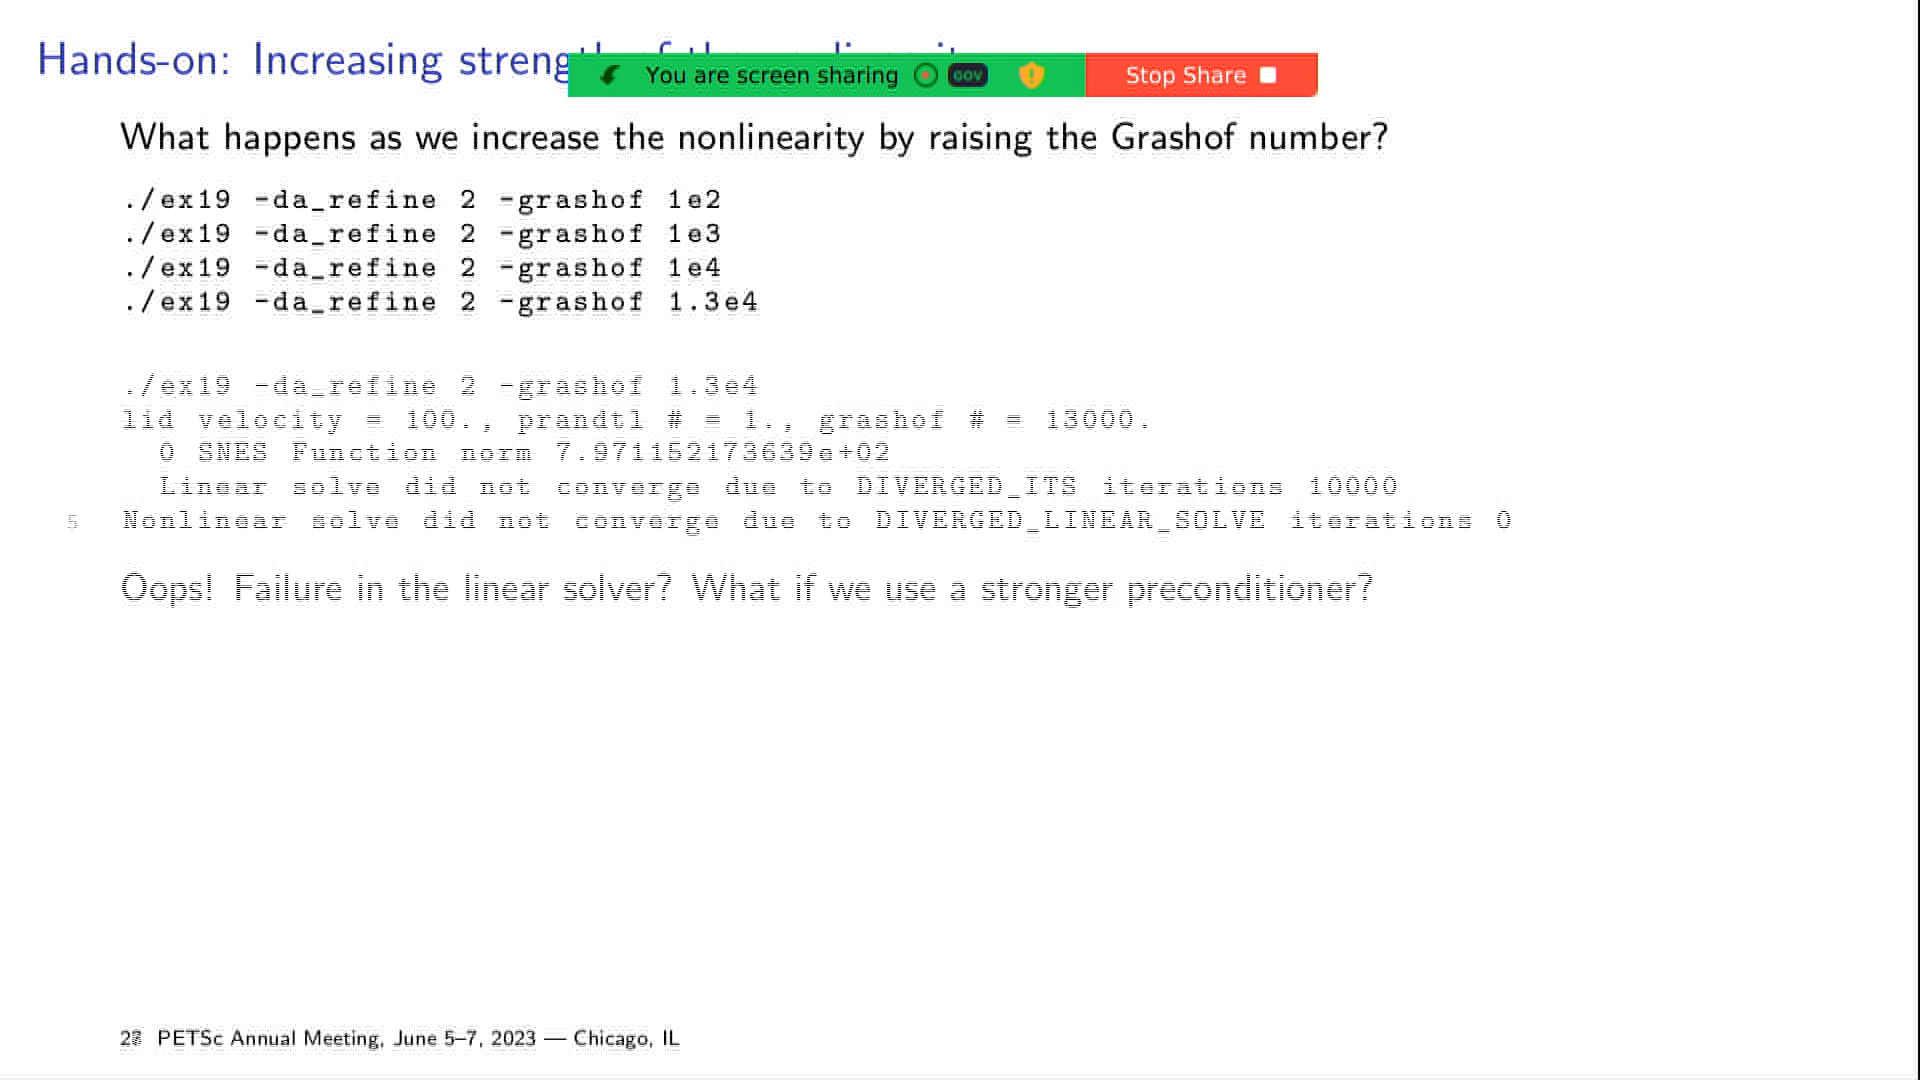 Hands-on: Increasing
You are screen sharing GOV Stop Share
What happens as we increase the nonlinearity by raising the Grashof number?
./ex19 -da_refine 2 -grashof 1e2
./ex19 -da_refine 2 -grashof 1e3
./ex19 -da_refine 2 -grashof 1e4
./ex19 -da_refine 2 -grashof 1.3e4
./ex19 -da_refine 2 -grashof 1.3e4
lid velocity = 100., prandtl # = 1., grashof # = 13000.
0 SNES Function norm 7.971152173639e+02
Linear solve did not converge due to DIVERGED_ITS iterations 10000
5 Nonlinear solve did not converge due to DIVERGED_LINEAR_SOLVE iterations 0
Oops! Failure in the linear solver? What if we use a stronger preconditioner?
PETSc Annual Meeting, June 5–7, 2023 — Chicago, IL